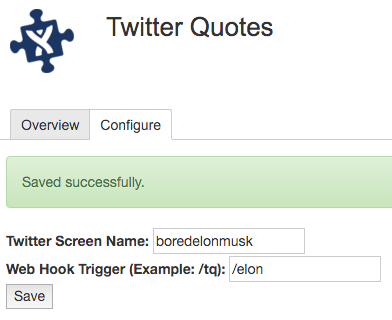 Twitter Quotes
Overview Configure
Saved successfully.
Twitter Screen Name: boredelonmusk
Web Hook Trigger (Example: /tq): /elon
Save